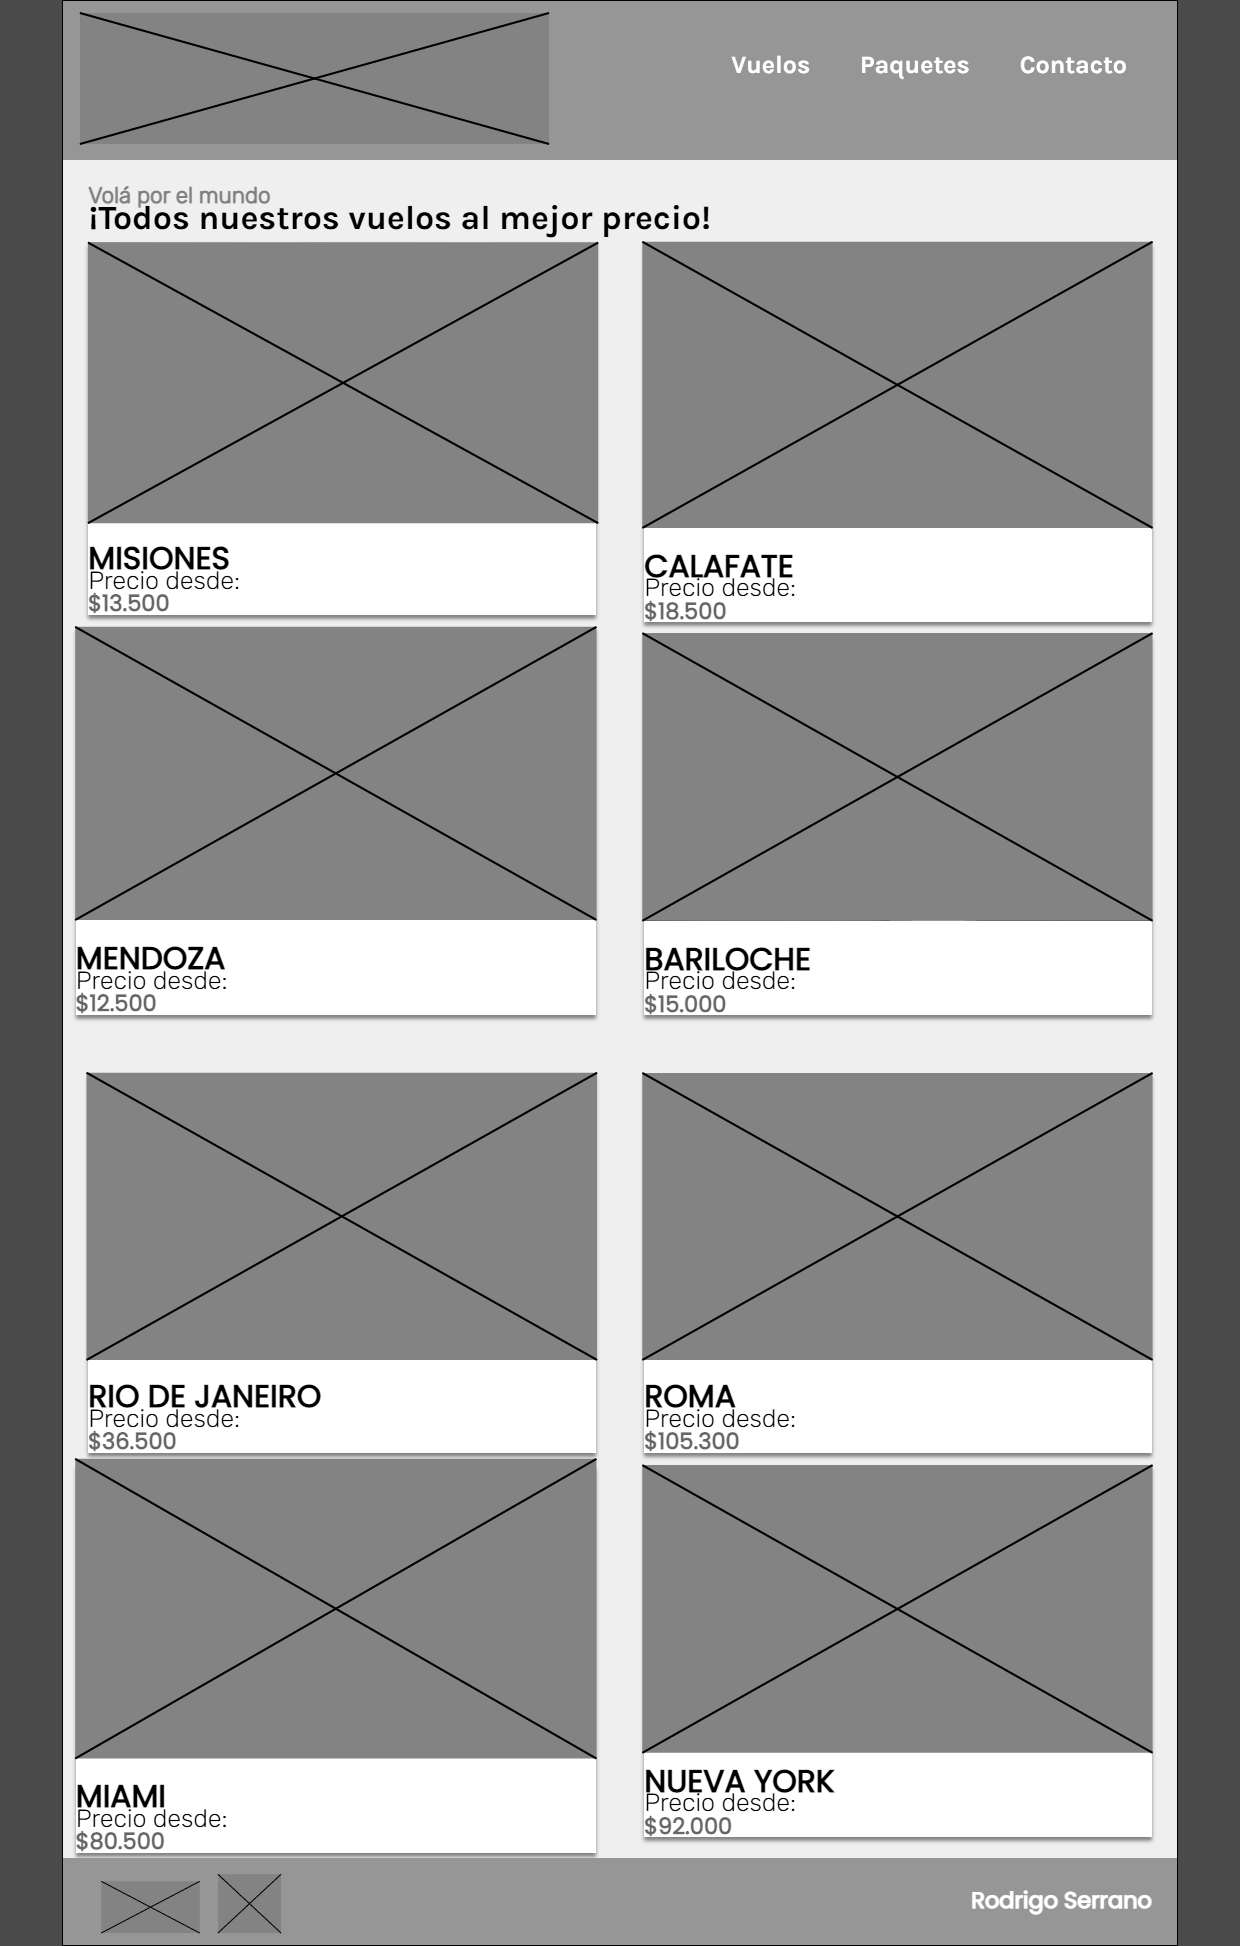 Vuelos Paquetes Contacto
Volá por el mundo
¡Todos nuestros vuelos al mejor precio!
MISIONES
Precio desde:
$13.500
CALAFATE
Precio desde:
$18.500
MENDOZA
Precio desde:
$12.500
BARILOCHE
Precio desde:
$15.000
RIO DE JANEIRO
Precio desde:
$36.500
ROMA
Precio desde:
$105.300
MIAMI
Precio desde:
$80.500
NUEVA YORK
Precio desde:
$92.000
Rodrigo Serrano